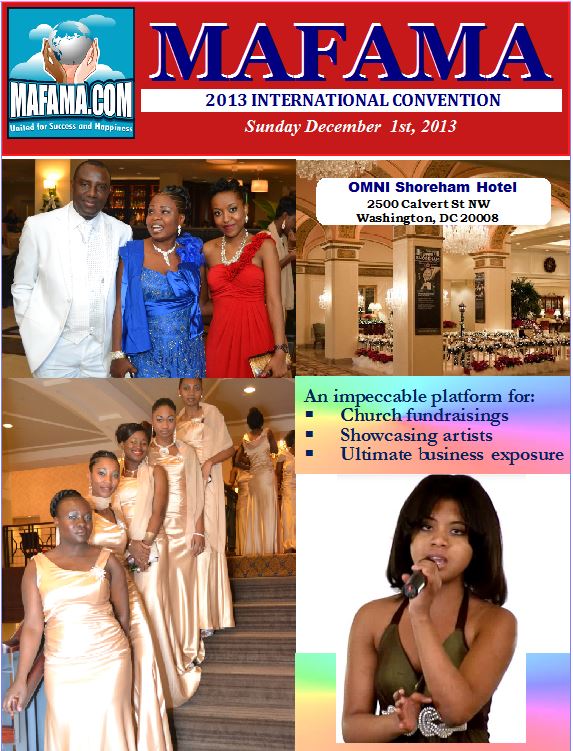 MAFAMA
2013 INTERNATIONAL CONVENTION
Sunday December 1st, 2013
MAFAMA.COM
United for Success and Happiness
OMNI Shoreham Hotel
2500 Calvert St NW
Washington, DC 20008
An impeccable platform for:
▪ Church fundraisings
▪ Showcasing artists
▪ Ultimate business exposure